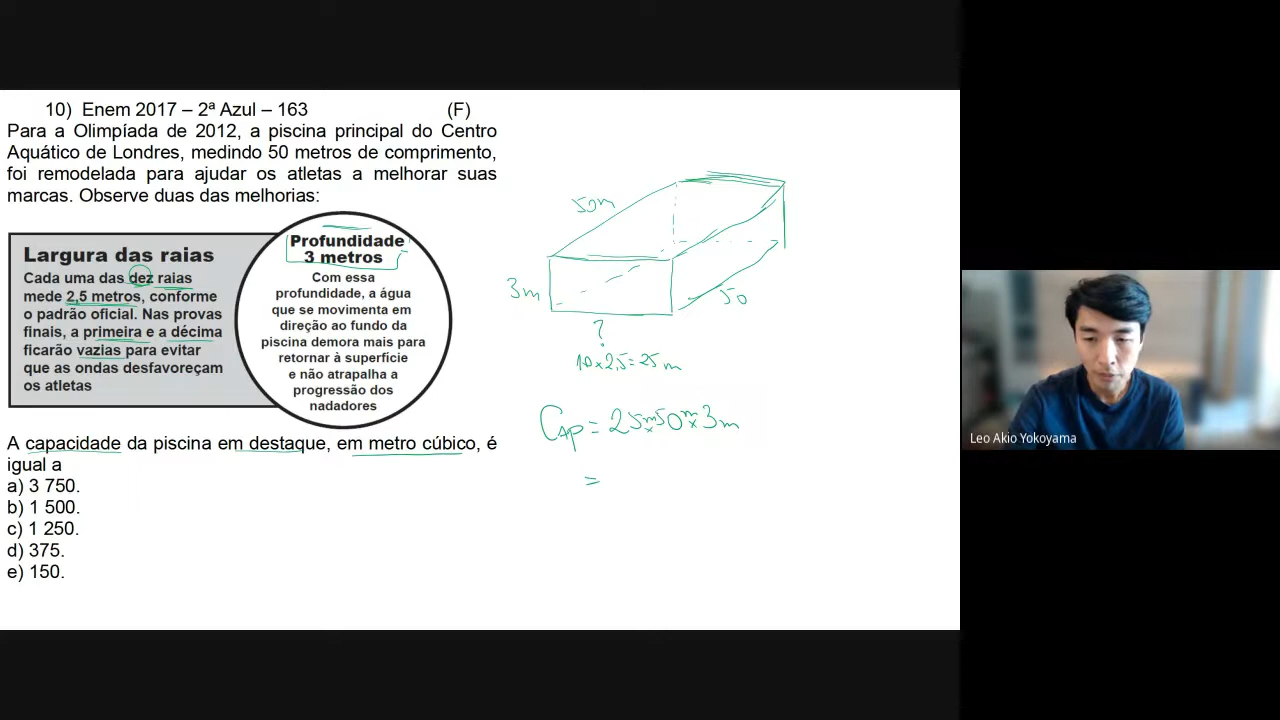 10) Enem 2017 – 2ª Azul – 163 (F)
Para a Olimpíada de 2012, a piscina principal do Centro
Aquático de Londres, medindo 50 metros de comprimento,
foi remodelada para ajudar os atletas a melhorar suas
marcas. Observe duas das melhorias:
Largura das raias
Cada uma das dez raias
mede 2,5 metros, conforme
o padrão oficial. Nas provas
finais, a primeira e a décima
ficarão vazias para evitar
que as ondas desfavoreçam
os atletas
Profundidade
3 metros
Com essa
profundidade, a água
que se movimenta em
direção ao fundo da
piscina demora mais para
retornar à superfície
e não atrapalha a
progressão dos
nadadores
A capacidade da piscina em destaque, em metro cúbico, é
igual a
a) 3 750.
b) 1 500.
c) 1 250.
d) 375.
e) 150.
50m
3m
50
?
10 x 2,5 = 25 m
Cap = 25m x 50m x 3m
=
Leo Akio Yokoyama